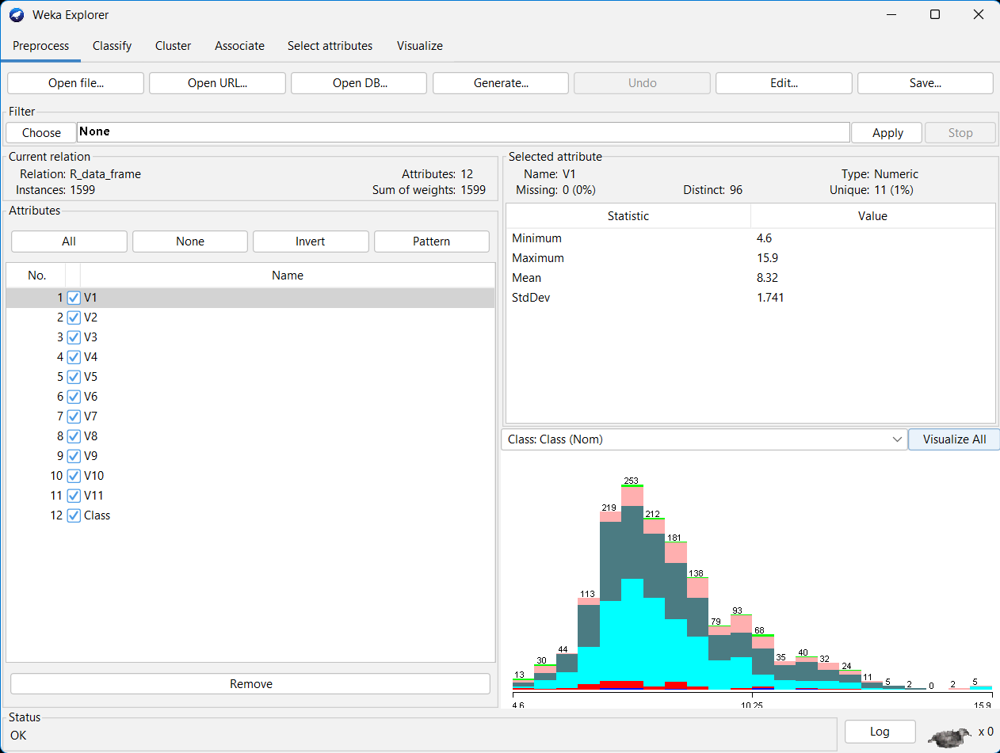 Weka Explorer
Preprocess Classify Cluster Associate Select attributes Visualize
Open file... Open URL... Open DB... Generate... Undo Edit... Save...
Filter
Choose None Apply Stop
Current relation
Relation: R_data_frame Attributes: 12
Instances: 1599 Sum of weights: 1599
Attributes
All None Invert Pattern
No. Name
1 V1
2 V2
3 V3
4 V4
5 V5
6 V6
7 V7
8 V8
9 V9
10 V10
11 V11
12 Class
Remove
Selected attribute
Name: V1 Type: Numeric
Missing: 0 (0%) Distinct: 96 Unique: 11 (1%)
Statistic Value
Minimum 4.6
Maximum 15.9
Mean 8.32
StdDev 1.741
Class: Class (Nom) Visualize All
13 30 44 113 219 253 212 181 138 79 93 68 35 40 32 24 11 5 2 0 2 5
4.6 10.25 15.9
Status
OK Log x 0